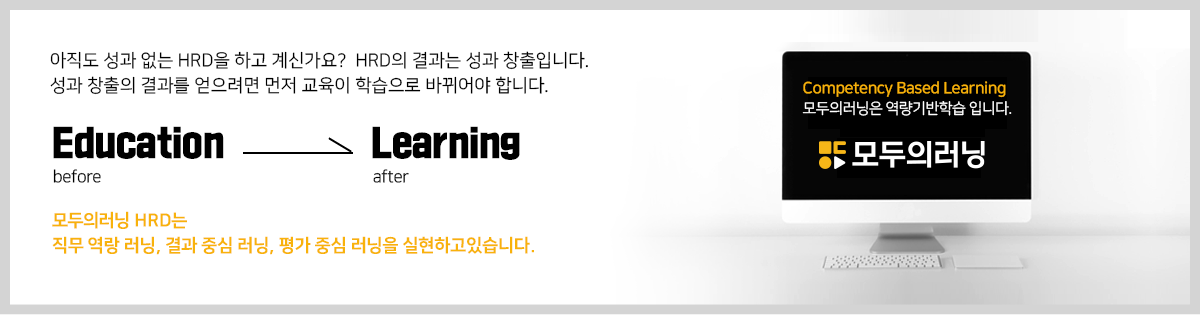 아직도 성과 없는 HRD을 하고 계신가요? HRD의 결과는 성과 창출입니다.
성과 창출의 결과를 얻으려면 먼저 교육이 학습으로 바뀌어야 합니다.
Education
before
Learning
after
모두의러닝 HRD는
직무 역량 러닝, 결과 중심 러닝, 평가 중심 러닝을 실현하고있습니다.
Competency Based Learning
모두의러닝은 역량기반학습 입니다.
모두의러닝